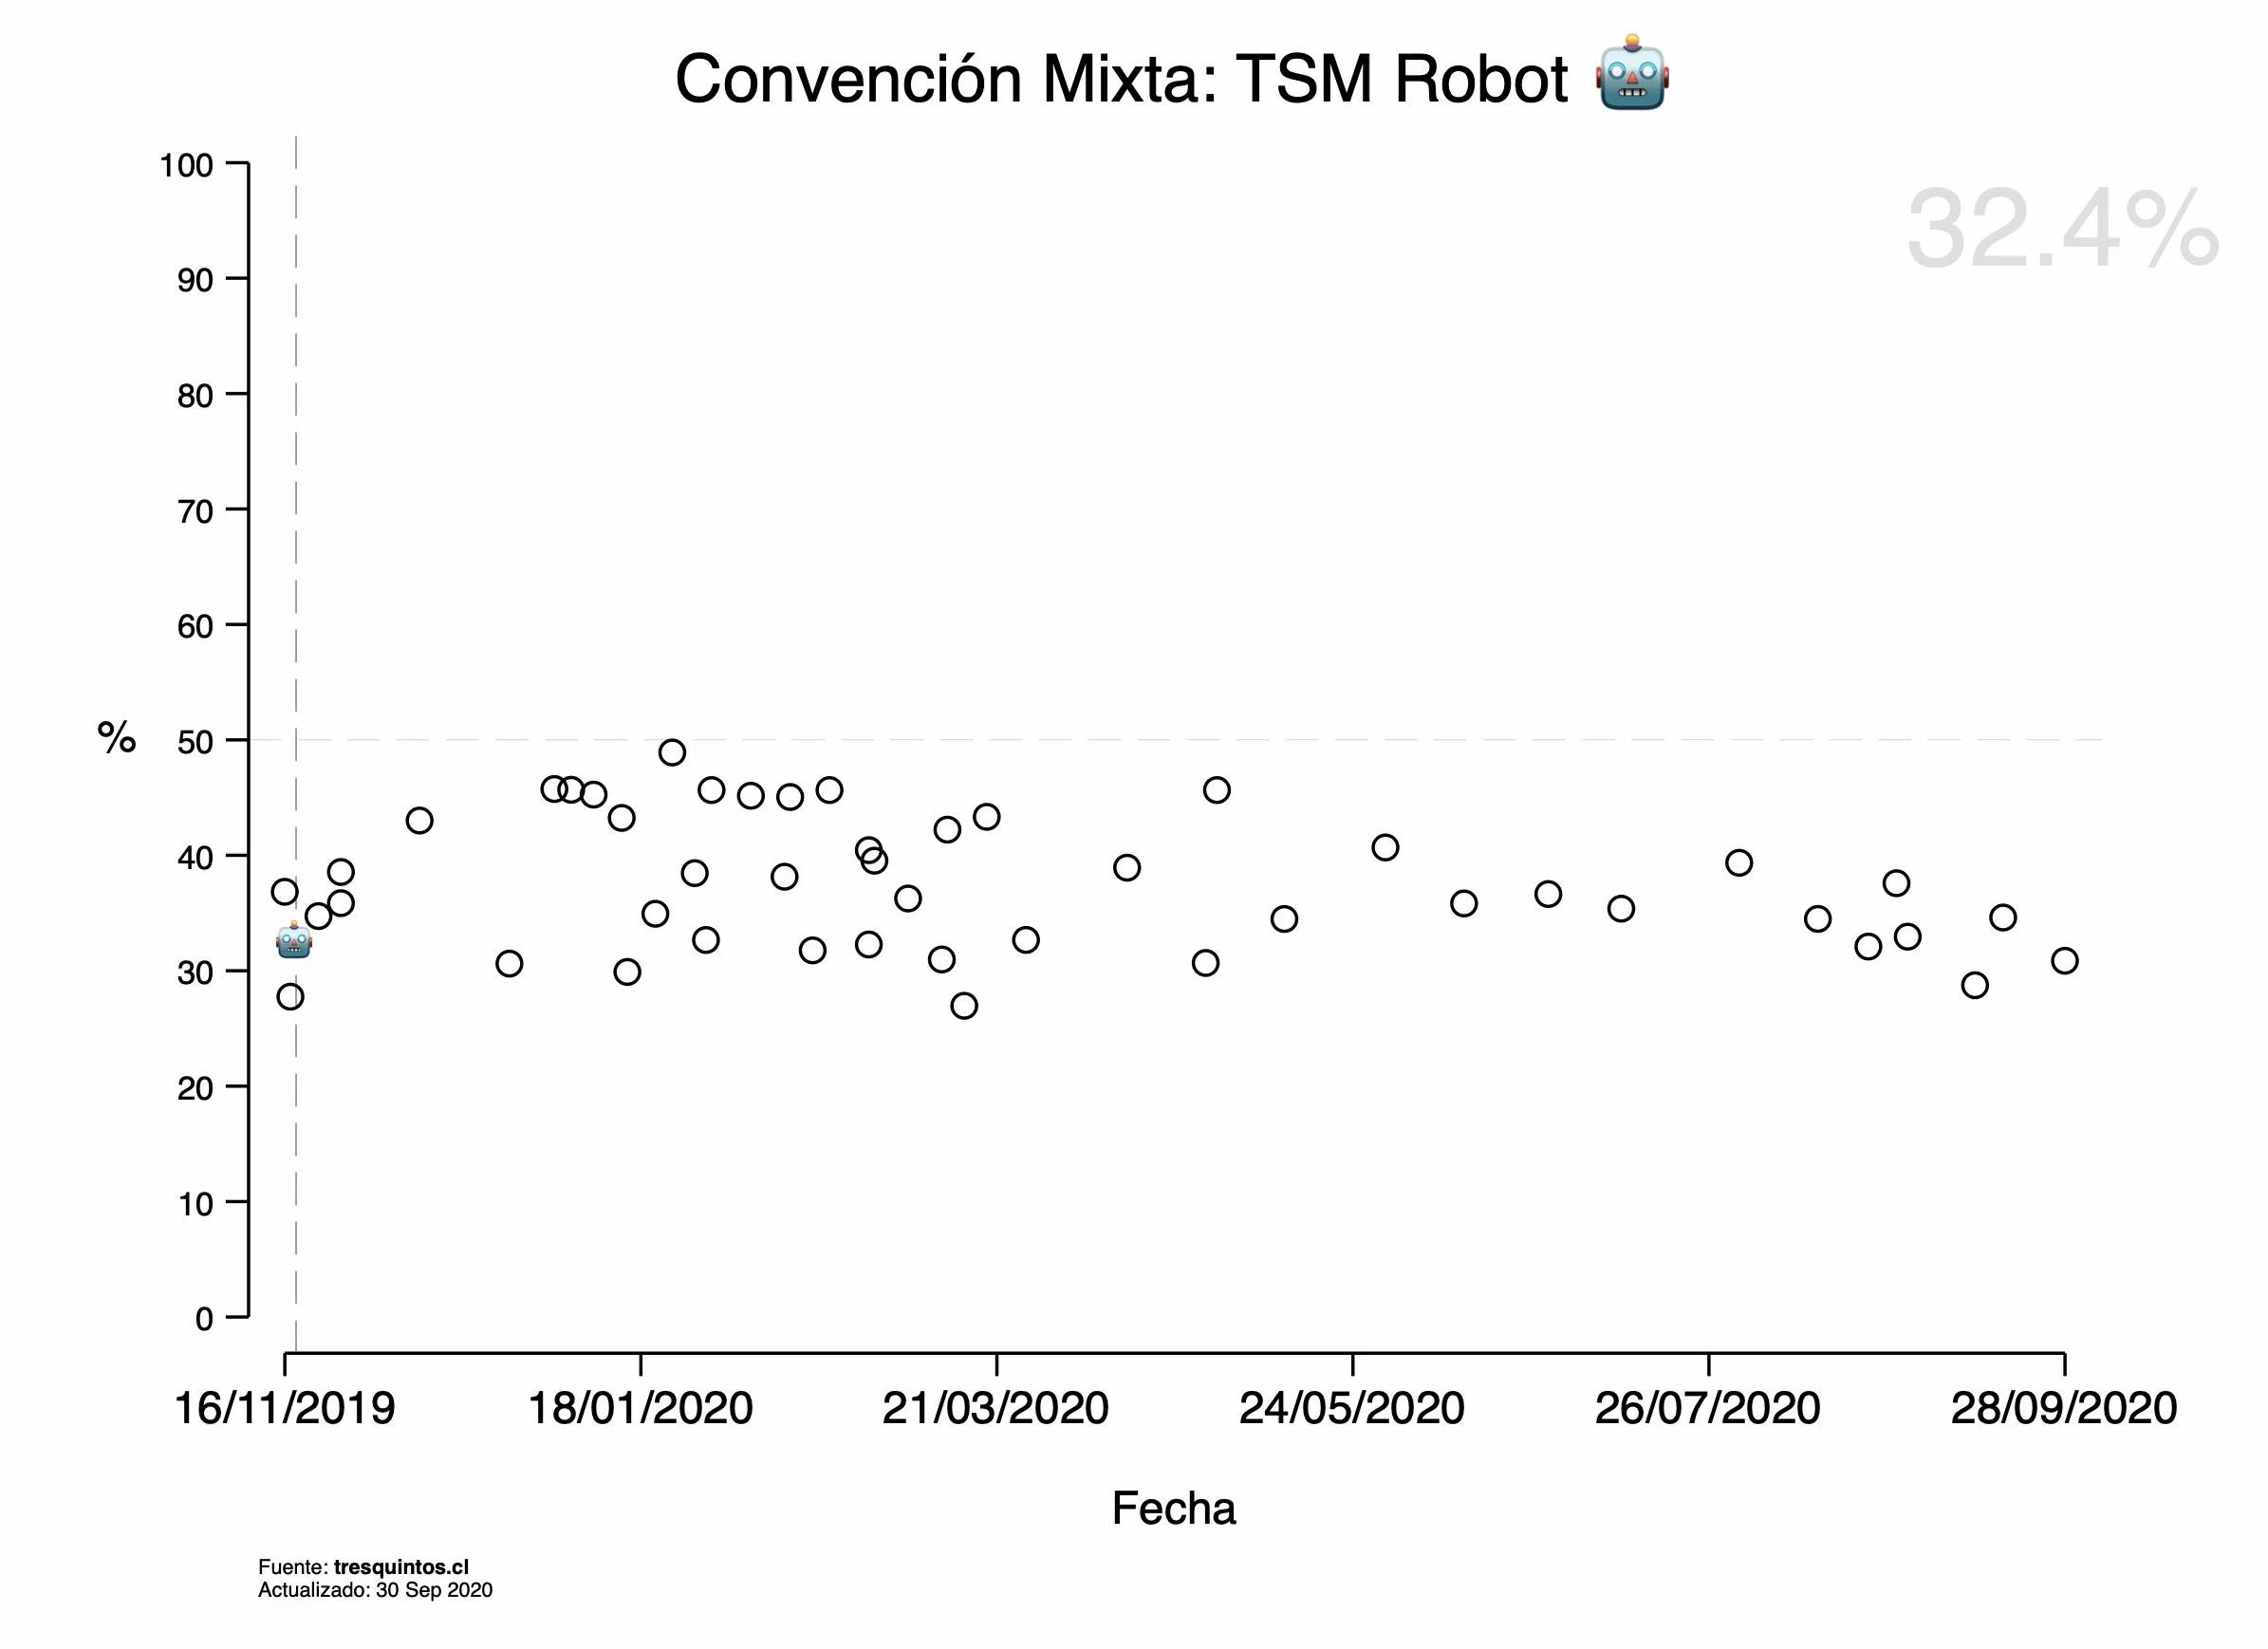 Convención Mixta: TSM Robot 🤖
32.4%
100
90
80
70
60
50
40
30
20
10
0
%
16/11/2019 18/01/2020 21/03/2020 24/05/2020 26/07/2020 28/09/2020
Fecha
Fuente: tresquintos.cl
Actualizado: 30 Sep 2020